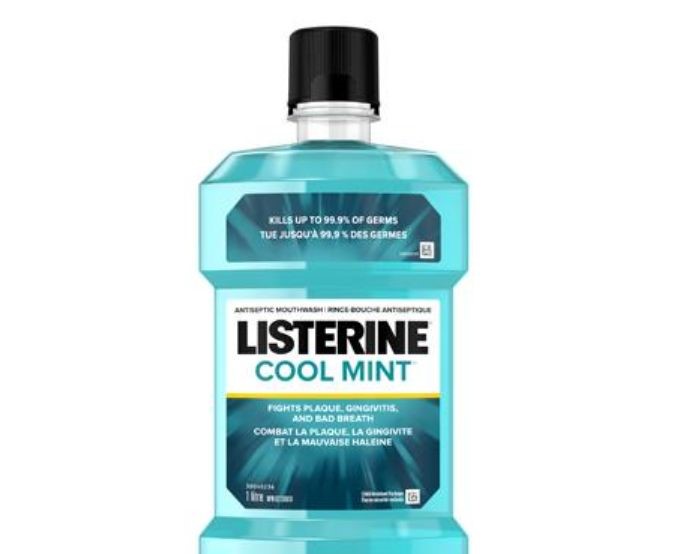 KILLS UP TO 99.9% OF GERMS
TUE JUSQU'À 99,9 % DES GERMES
ANTISEPTIC MOUTHWASH | RINCE-BOUCHE ANTISEPTIQUE
LISTERINE
COOL MINT
FIGHTS PLAQUE, GINGIVITIS,
AND BAD BREATH
COMBAT LA PLAQUE, LA GINGIVITE
ET LA MAUVAISE HALEINE
1 litre